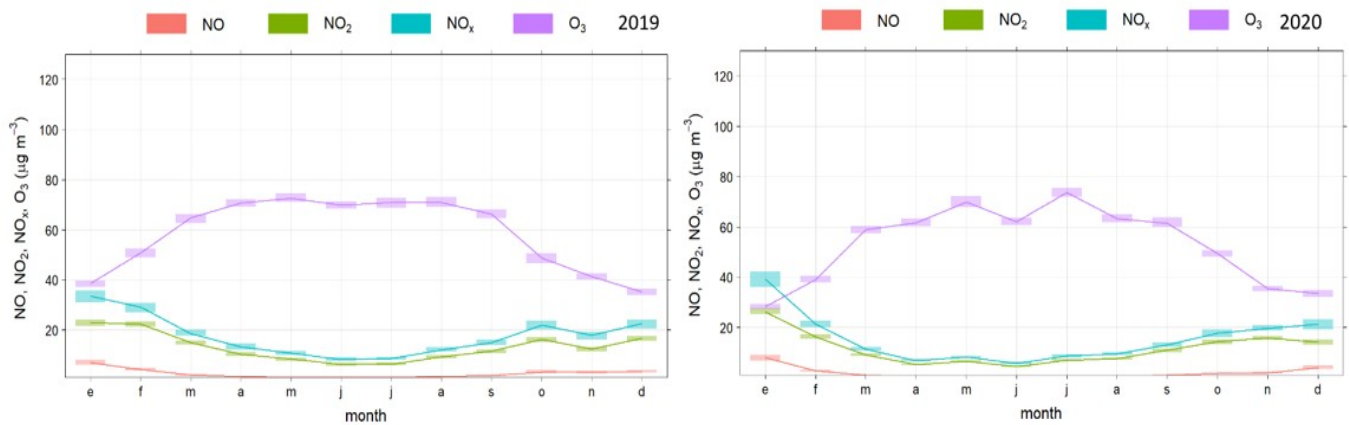 NO NO₂ NOₓ O₃ 2019
NO, NO₂, NOₓ, O₃ (μg m⁻³)
120
100
80
60
40
20
e f m a m j j a s o n d
month
NO NO₂ NOₓ O₃ 2020
NO, NO₂, NOₓ, O₃ (μg m⁻³)
120
100
80
60
40
20
e f m a m j j a s o n d
month